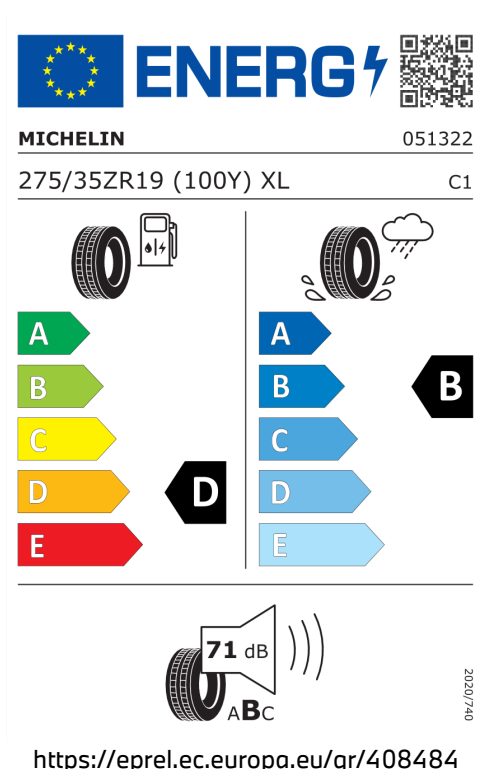 ENERG
MICHELIN 051322
275/35ZR19 (100Y) XL C1
A
B
C
D
E
D
A
B
C
D
E
B
71 dB
ABC
2020/740
https://eprel.ec.europa.eu/qr/408484